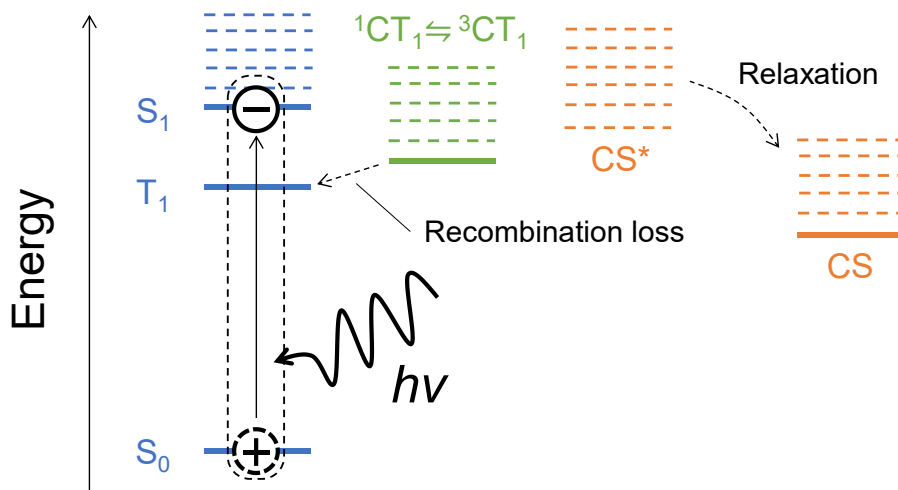 ¹CT₁⇋ ³CT₁
Relaxation
S₁
−
CS*
T₁
Recombination loss
CS
Energy
hν
S₀
+